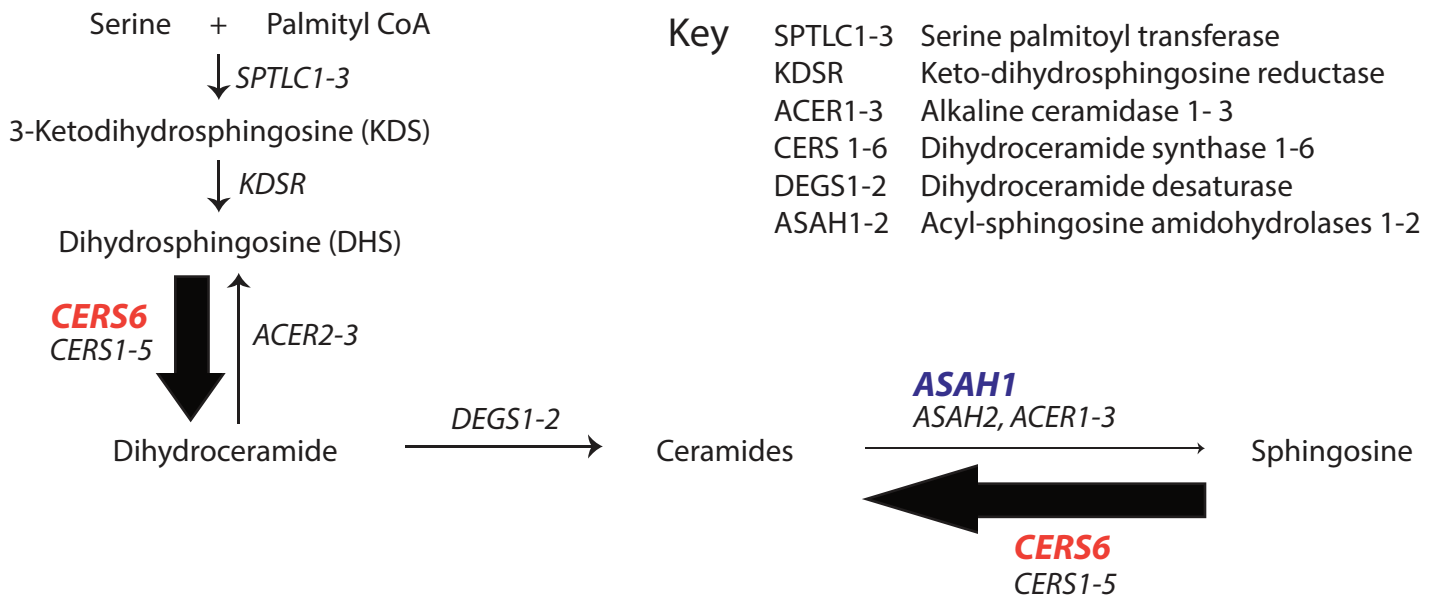 Serine + Palmityl CoA
SPTLC1-3
3-Ketodihydrosphingosine (KDS)
KDSR
Dihydrosphingosine (DHS)
CERS6
CERS1-5
ACER2-3
Dihydroceramide
DEGS1-2
Ceramides
ASAH1
ASAH2, ACER1-3
Sphingosine
CERS6
CERS1-5
Key
SPTLC1-3 Serine palmitoyl transferase
KDSR Keto-dihydrosphingosine reductase
ACER1-3 Alkaline ceramidase 1- 3
CERS 1-6 Dihydroceramide synthase 1-6
DEGS1-2 Dihydroceramide desaturase
ASAH1-2 Acyl-sphingosine amidohydrolases 1-2